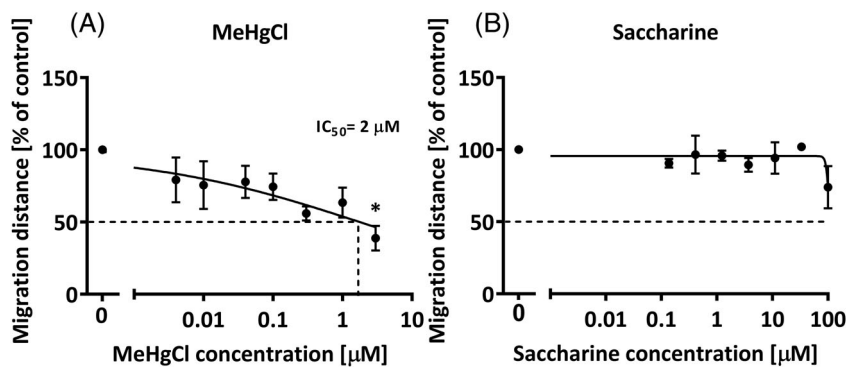 (A)
MeHgCl
Migration distance [% of control]
150
100
50
0
IC50= 2 μM
*
0
0.01
0.1
1
10
MeHgCl concentration [μM]
(B)
Saccharine
Migration distance [% of control]
150
100
50
0
0
0.01
0.1
1
10
100
Saccharine concentration [μM]